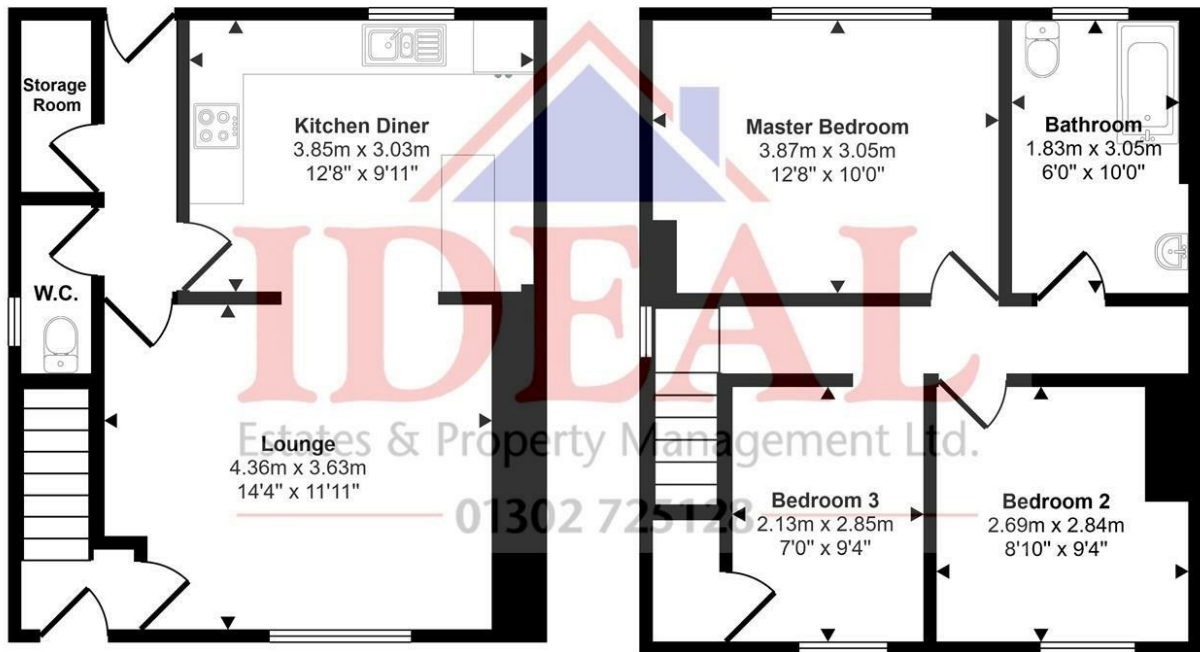 Storage
Room
Kitchen Diner
3.85m x 3.03m
12'8" x 9'11"
W.C.
Lounge
4.36m x 3.63m
14'4" x 11'11"
Master Bedroom
3.87m x 3.05m
12'8" x 10'0"
Bathroom
1.83m x 3.05m
6'0" x 10'0"
Bedroom 3
2.13m x 2.85m
7'0" x 9'4"
Bedroom 2
2.69m x 2.84m
8'10" x 9'4"
IDEAL
Estates & Property Management Ltd.
01302 725128